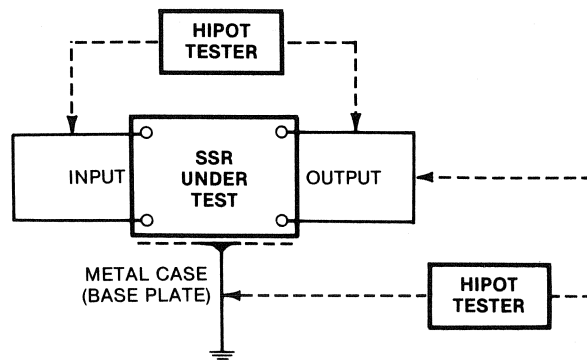 HIPOT
TESTER
INPUT
SSR
UNDER
TEST
OUTPUT
METAL CASE
(BASE PLATE)
HIPOT
TESTER